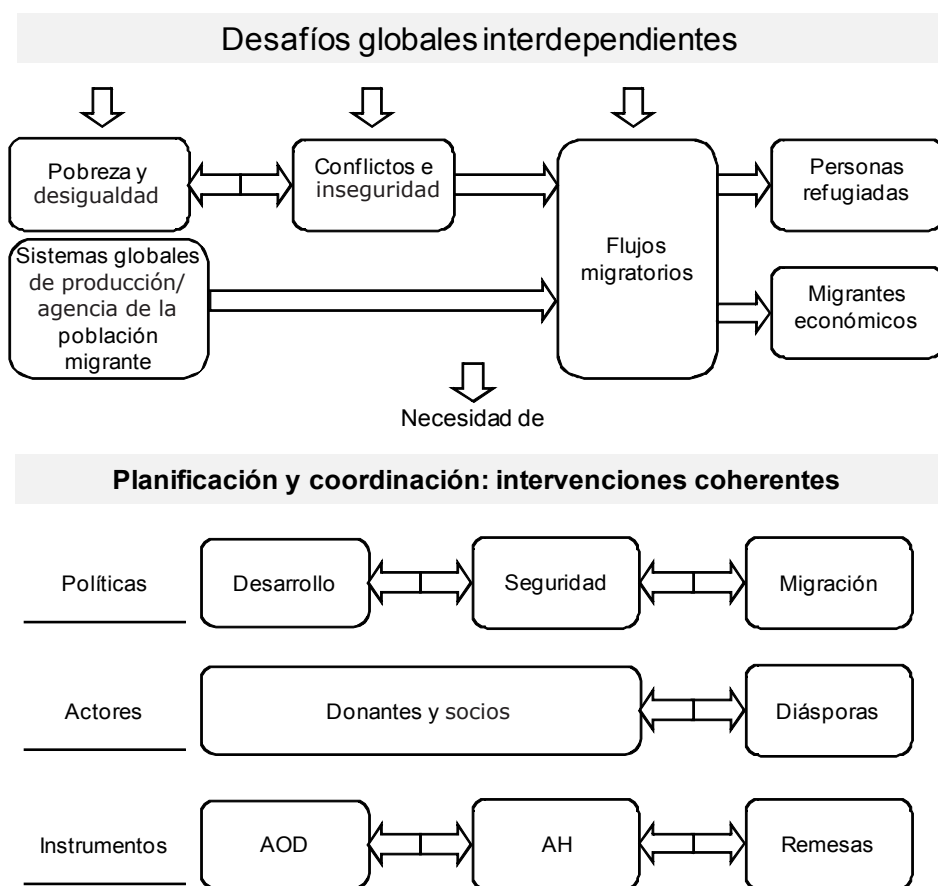 Desafíos globales interdependientes
Pobreza y
desigualdad
Conflictos e
inseguridad
Flujos
migratorios
Personas
refugiadas
Sistemas globales
de producción/
agencia de la
población
migrante
Migrantes
económicos
Necesidad de
Planificación y coordinación: intervenciones coherentes
Políticas
Desarrollo
Seguridad
Migración
Actores
Donantes y socios
Diásporas
Instrumentos
AOD
AH
Remesas